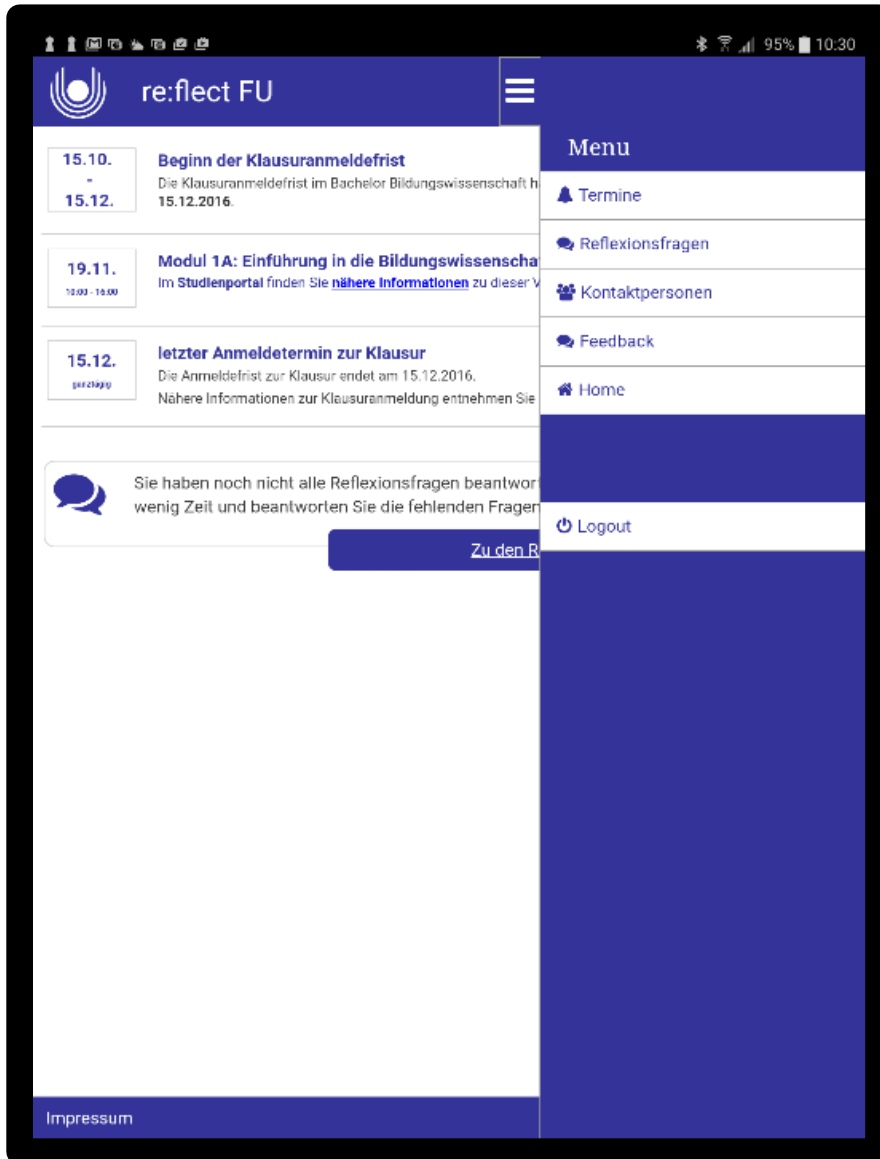 95% 10:30
re:flect FU
15.10.
-
15.12.
Beginn der Klausuranmeldefrist
Die Klausuranmeldefrist im Bachelor Bildungswissenschaft h
15.12.2016.
19.11.
10:00 - 16:00
Modul 1A: Einführung in die Bildungswissenscha
Im Studienportal finden Sie nähere Informationen zu dieser V
15.12.
ganztägig
letzter Anmeldetermin zur Klausur
Die Anmeldefrist zur Klausur endet am 15.12.2016.
Nähere Informationen zur Klausuranmeldung entnehmen Sie
Sie haben noch nicht alle Reflexionsfragen beantwor
wenig Zeit und beantworten Sie die fehlenden Fragen
Zu den R
Menu
Termine
Reflexionsfragen
Kontaktpersonen
Feedback
Home
Logout
Impressum